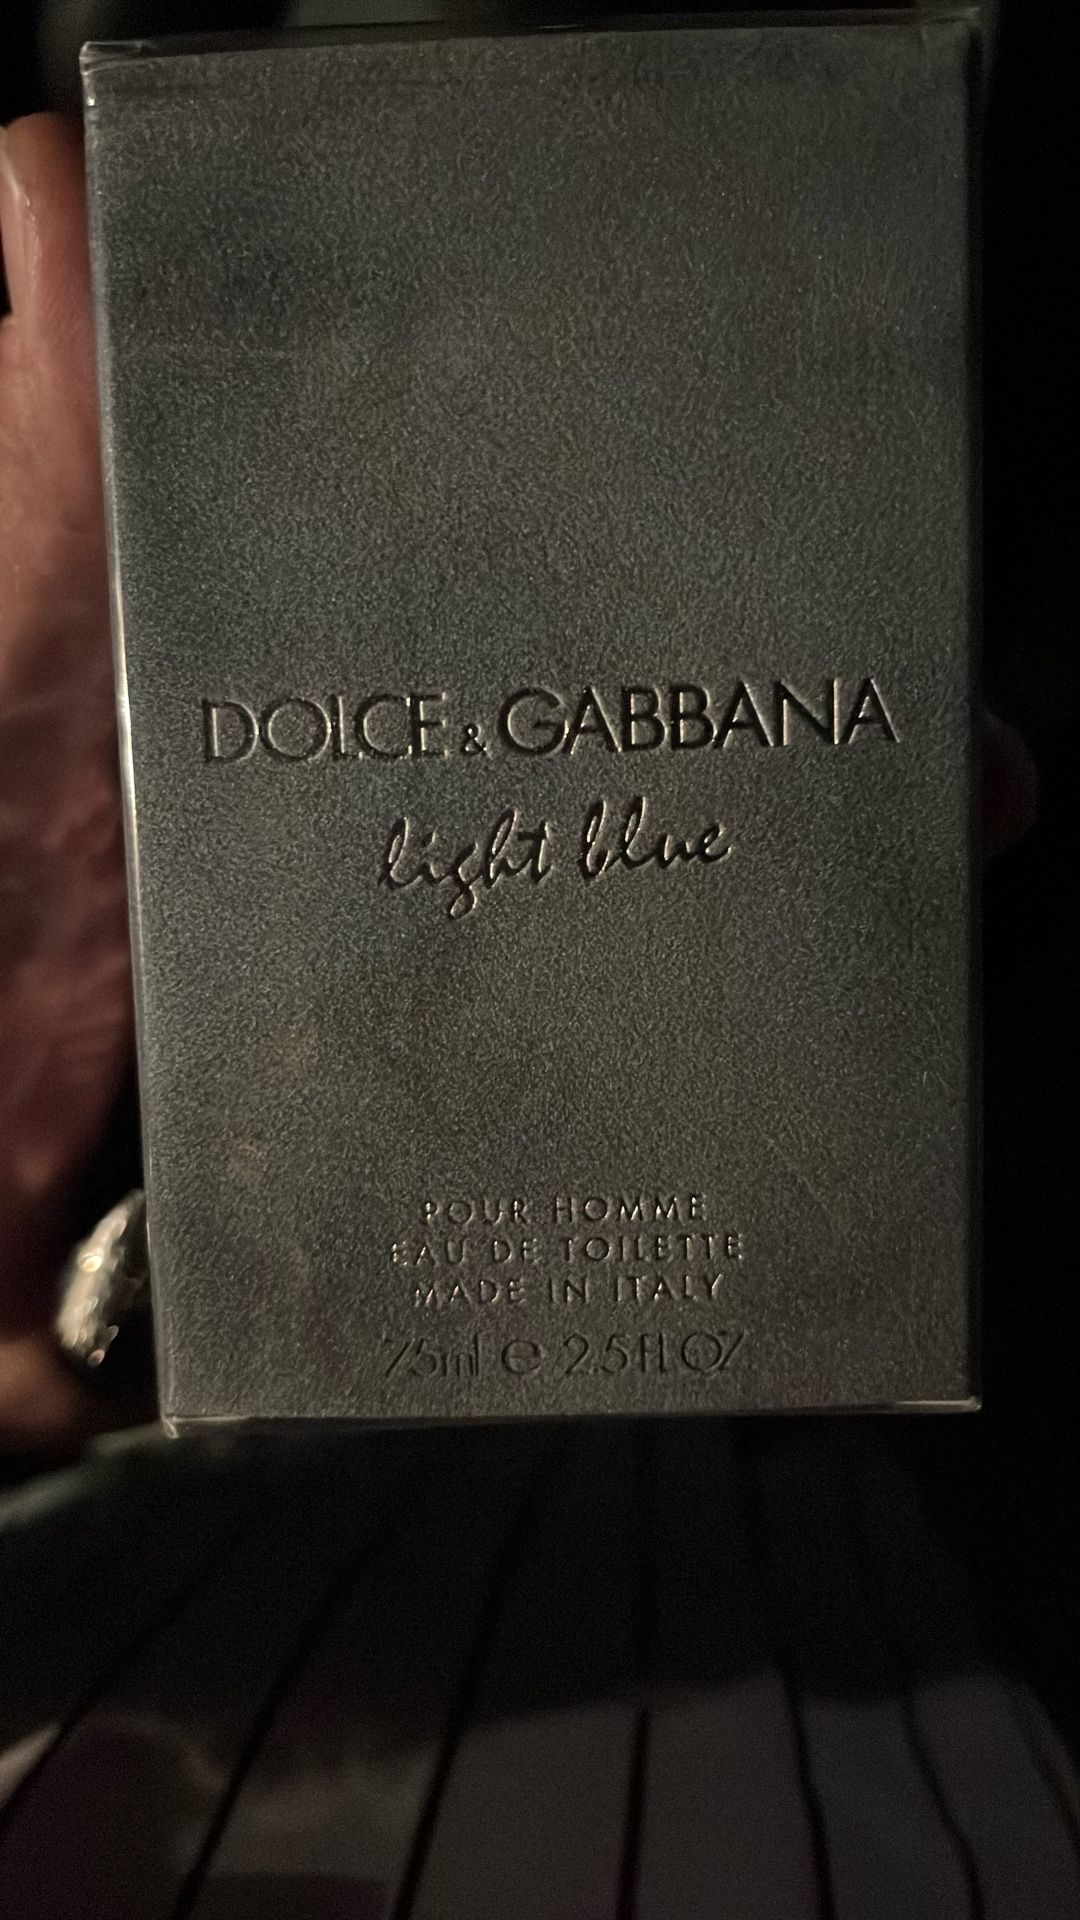 DOLCE & GABBANA
light blue
POUR HOMME
EAU DE TOILETTE
MADE IN ITALY
75ml e 2.5 Fl. OZ.